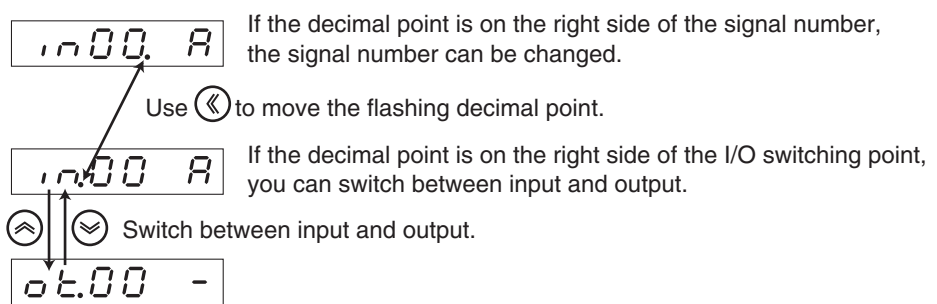 in00. A
If the decimal point is on the right side of the signal number,
the signal number can be changed.
Use to move the flashing decimal point.
in.00 A
If the decimal point is on the right side of the I/O switching point,
you can switch between input and output.
Switch between input and output.
ot.00 -